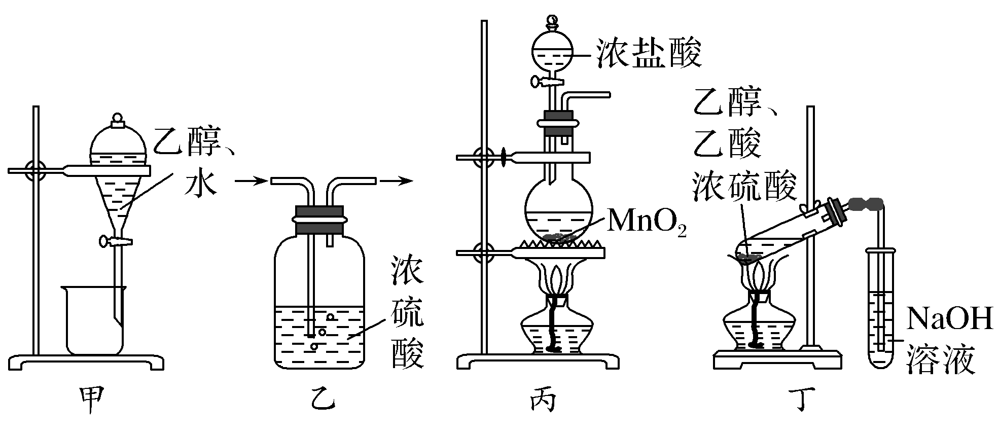 乙醇、
水
甲
浓
硫
酸
乙
浓盐酸
MnO₂
丙
乙醇、
乙酸
浓硫酸
NaOH
溶液
丁